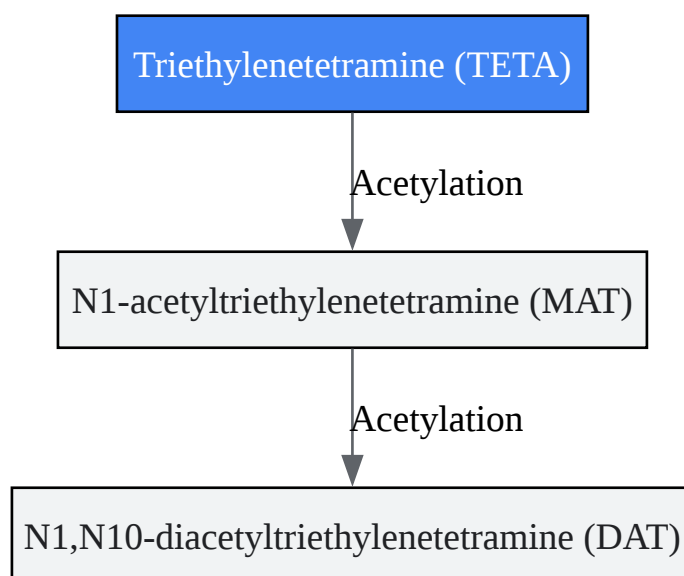 Triethylenetetramine (TETA)
Acetylation
N1-acetyltriethylenetetramine (MAT)
Acetylation
N1,N10-diacetyltriethylenetetramine (DAT)